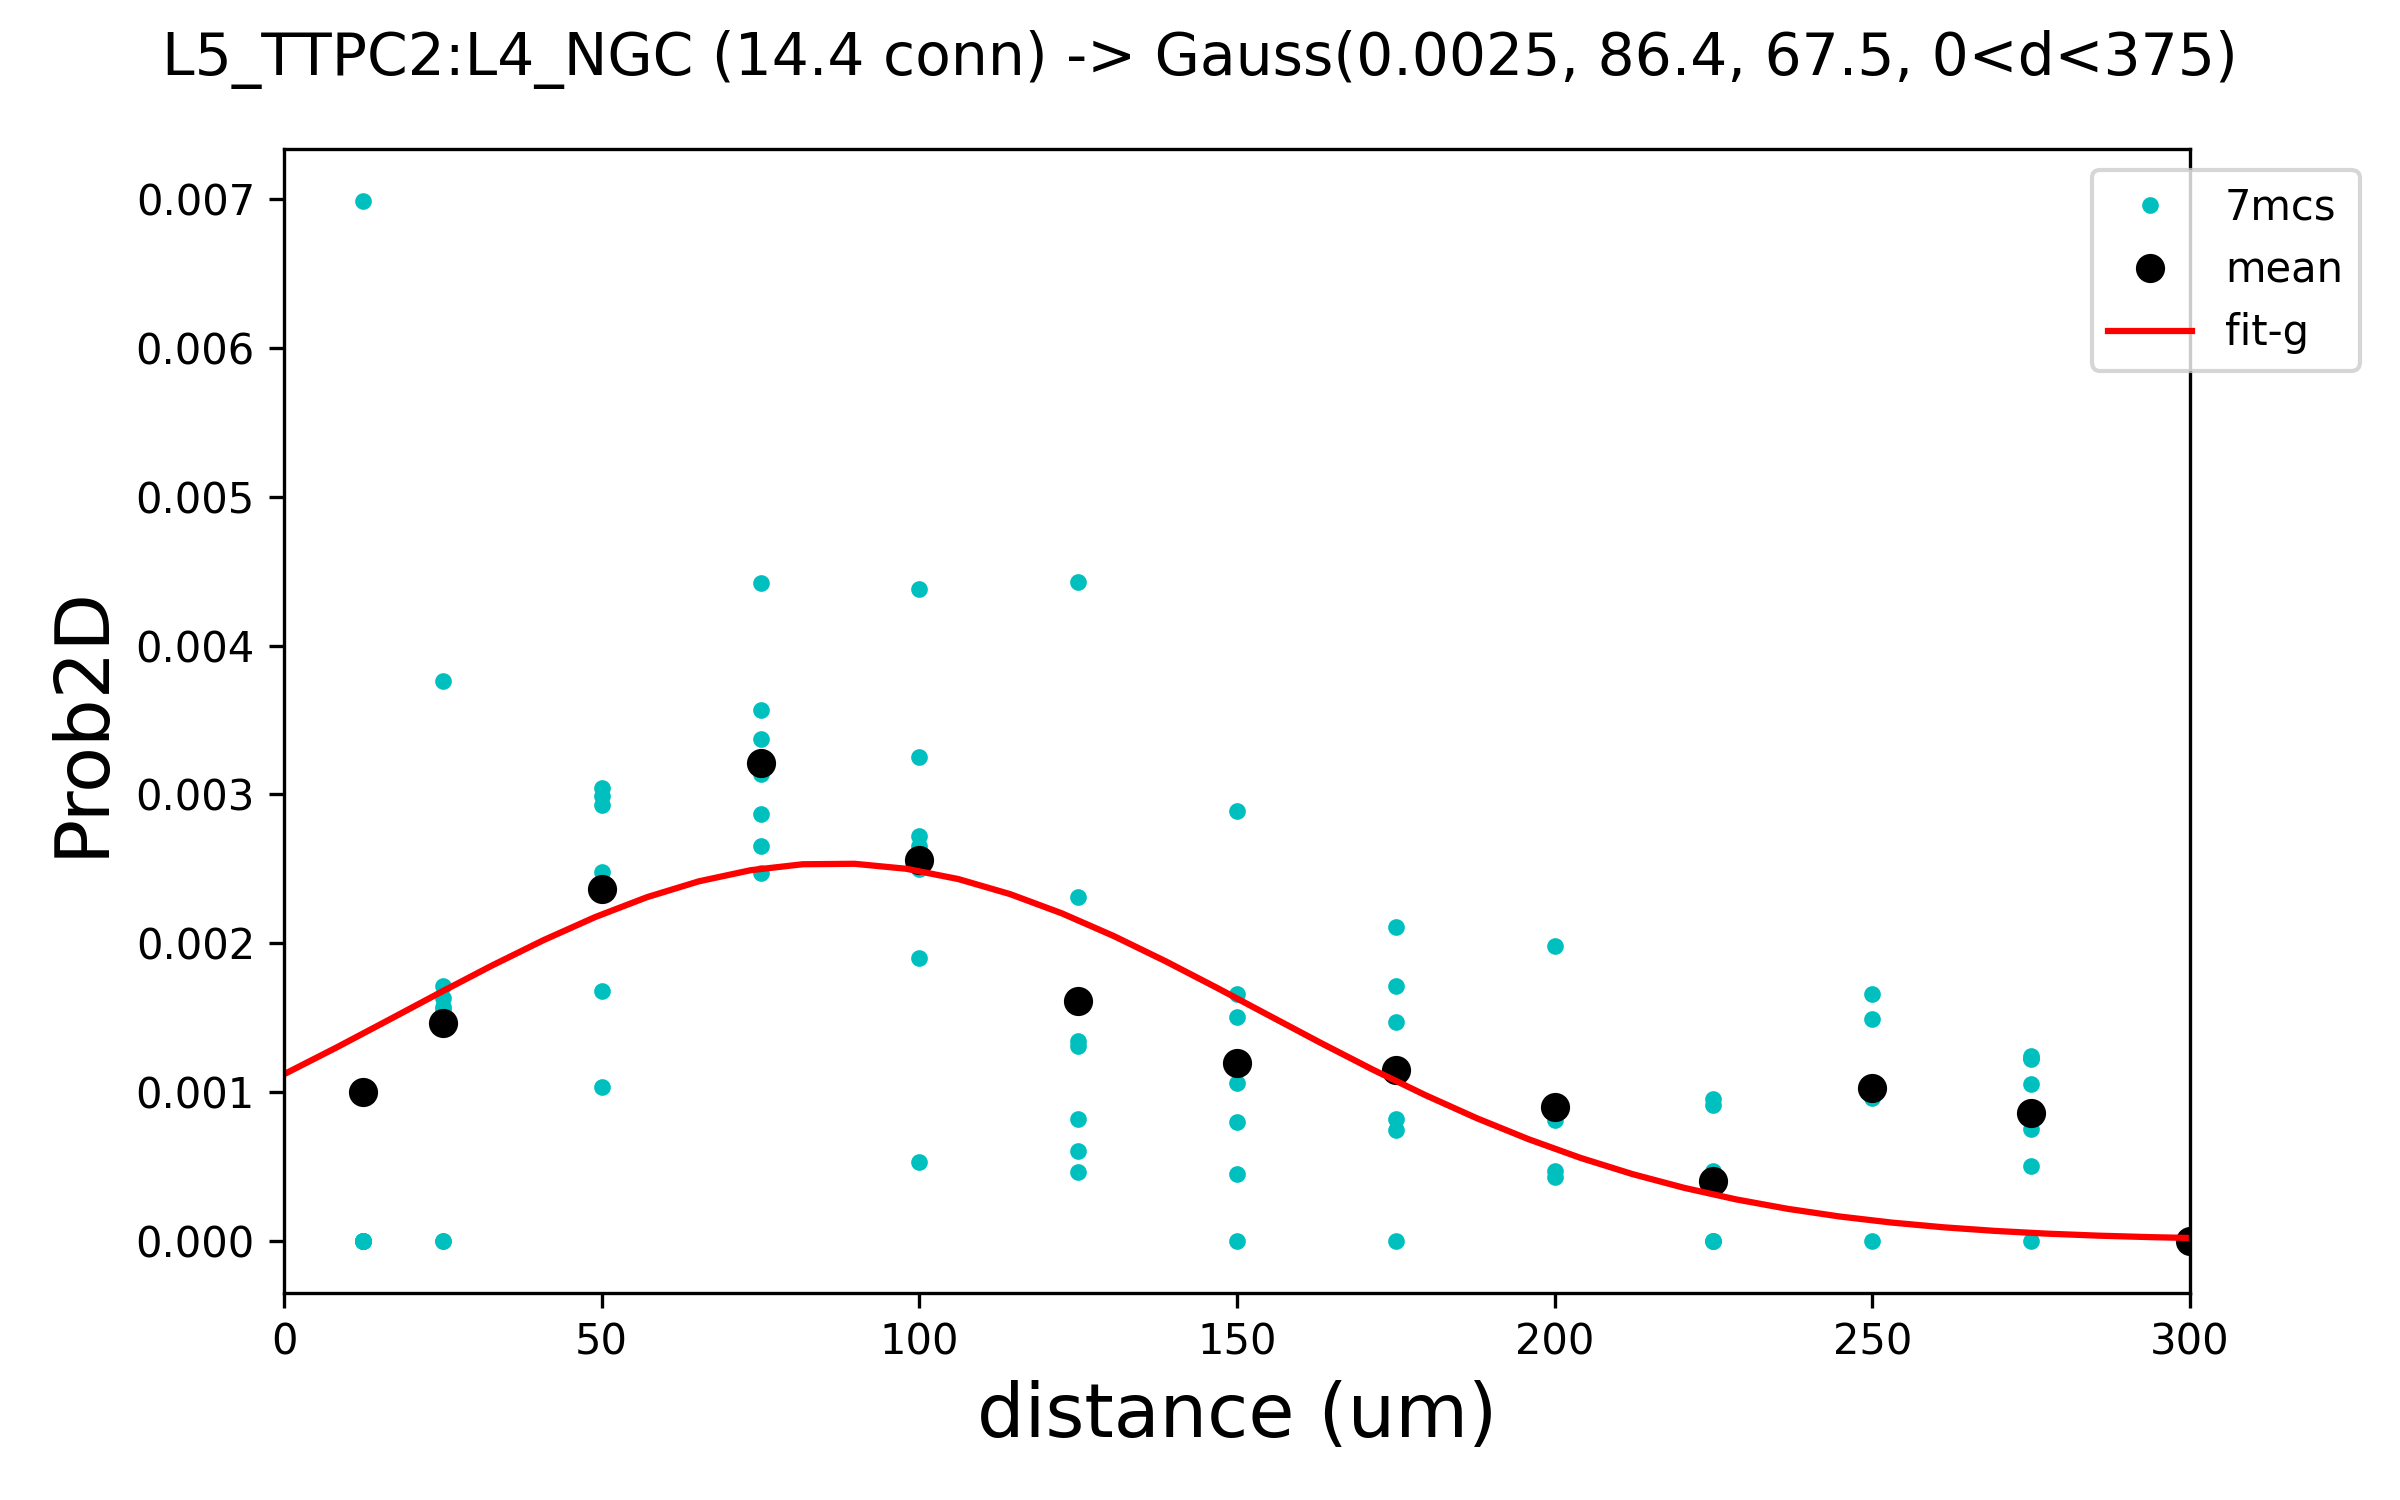 L5_TTPC2:L4_NGC (14.4 conn) -> Gauss(0.0025, 86.4, 67.5, 0<d<375)
7mcs
mean
fit-g
0.007
0.006
0.005
0.004
0.003
0.002
0.001
0.000
Prob2D
0 50 100 150 200 250 300
distance (um)